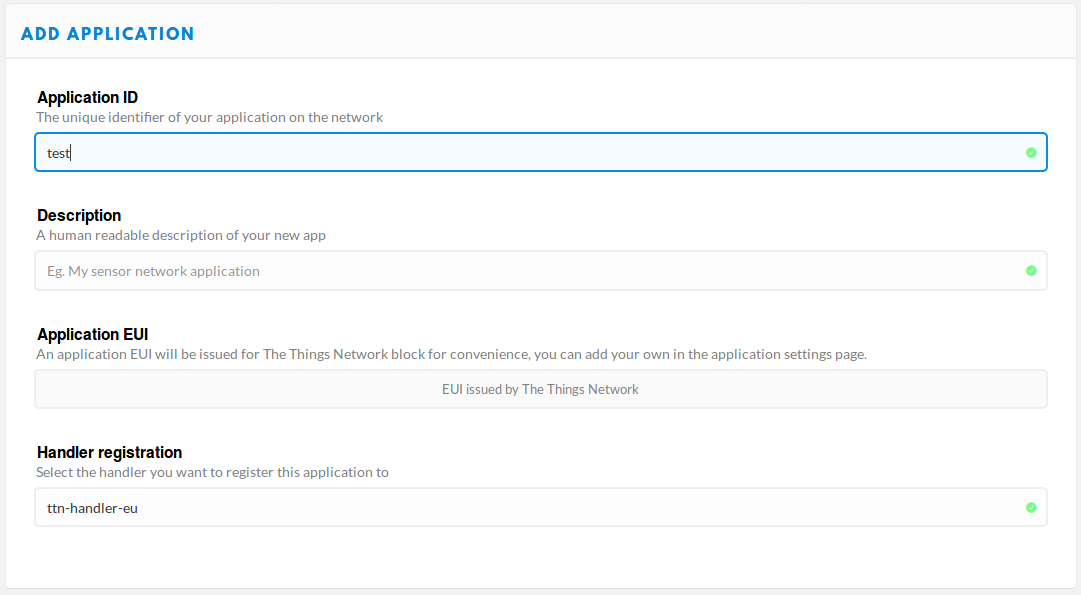 ADD APPLICATION
Application ID
The unique identifier of your application on the network
test
Description
A human readable description of your new app
Eg. My sensor network application
Application EUI
An application EUI will be issued for The Things Network block for convenience, you can add your own in the application settings page.
EUI issued by The Things Network
Handler registration
Select the handler you want to register this application to
ttn-handler-eu